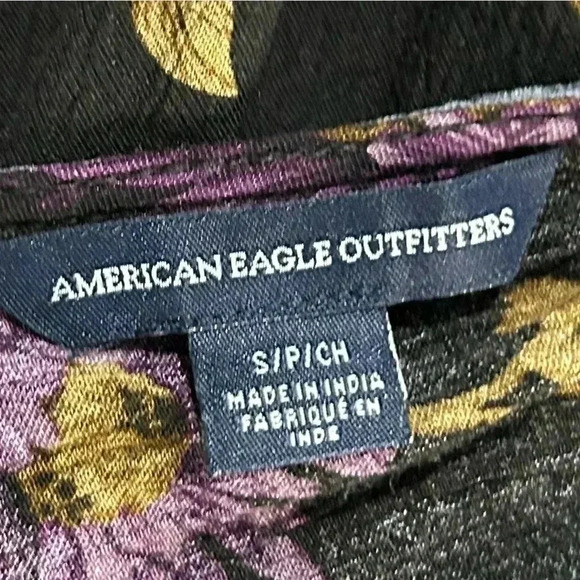 AMERICAN EAGLE OUTFITTERS
S/P/CH
MADE IN INDIA
FABRIQUÉ EN
INDE